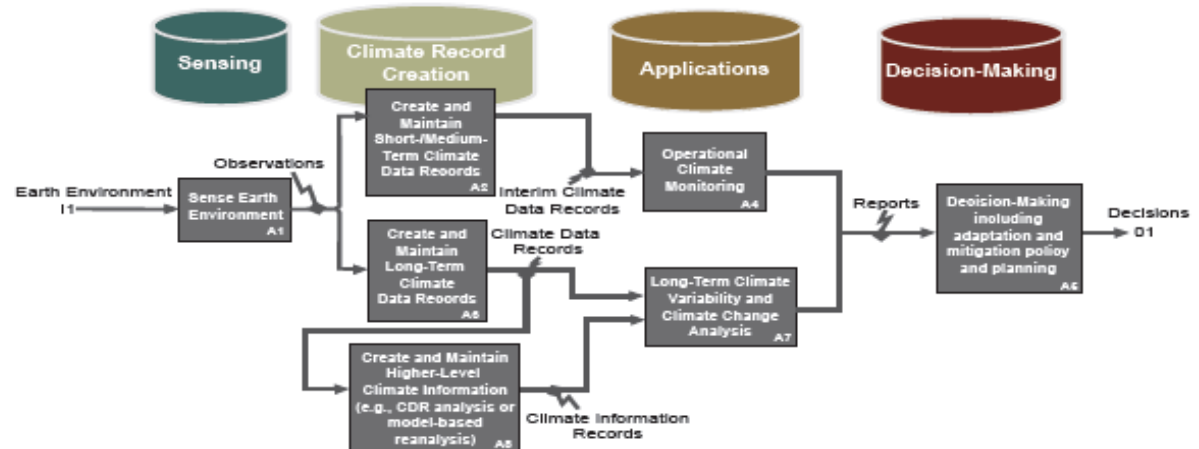 Sensing
Climate Record
Creation
Applications
Decision-Making
Earth Environment
I1
Sense Earth
Environment
A1
Observations
Create and
Maintain
Short-/Medium-
Term Climate
Data Records
A2
Interim Climate
Data Records
Operational
Climate
Monitoring
A4
Create and
Maintain
Long-Term
Climate
Data Records
A6
Climate Data
Records
Long-Term Climate
Variability and
Climate Change
Analysis
A7
Create and Maintain
Higher-Level
Climate Information
(e.g., CDR analysis or
model-based
reanalysis)
Climate Information
Records
Reports
Decision-Making
including
adaptation and
mitigation policy
and planning
Decisions
01